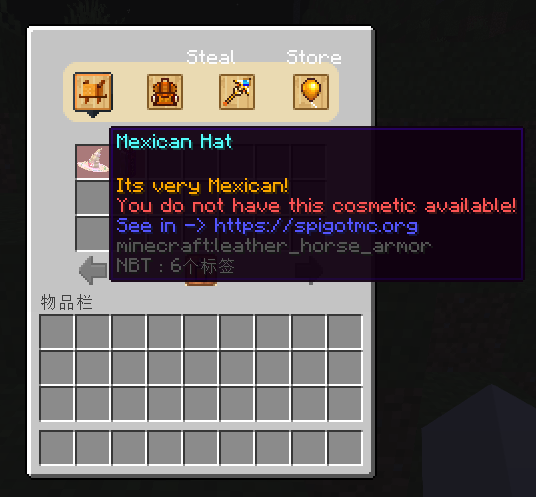 Steal Store
Mexican Hat
Its very Mexican!
You do not have this cosmetic available!
See in -> https://spigotmc.org
minecraft:leather_horse_armor
NBT：6个标签
物品栏